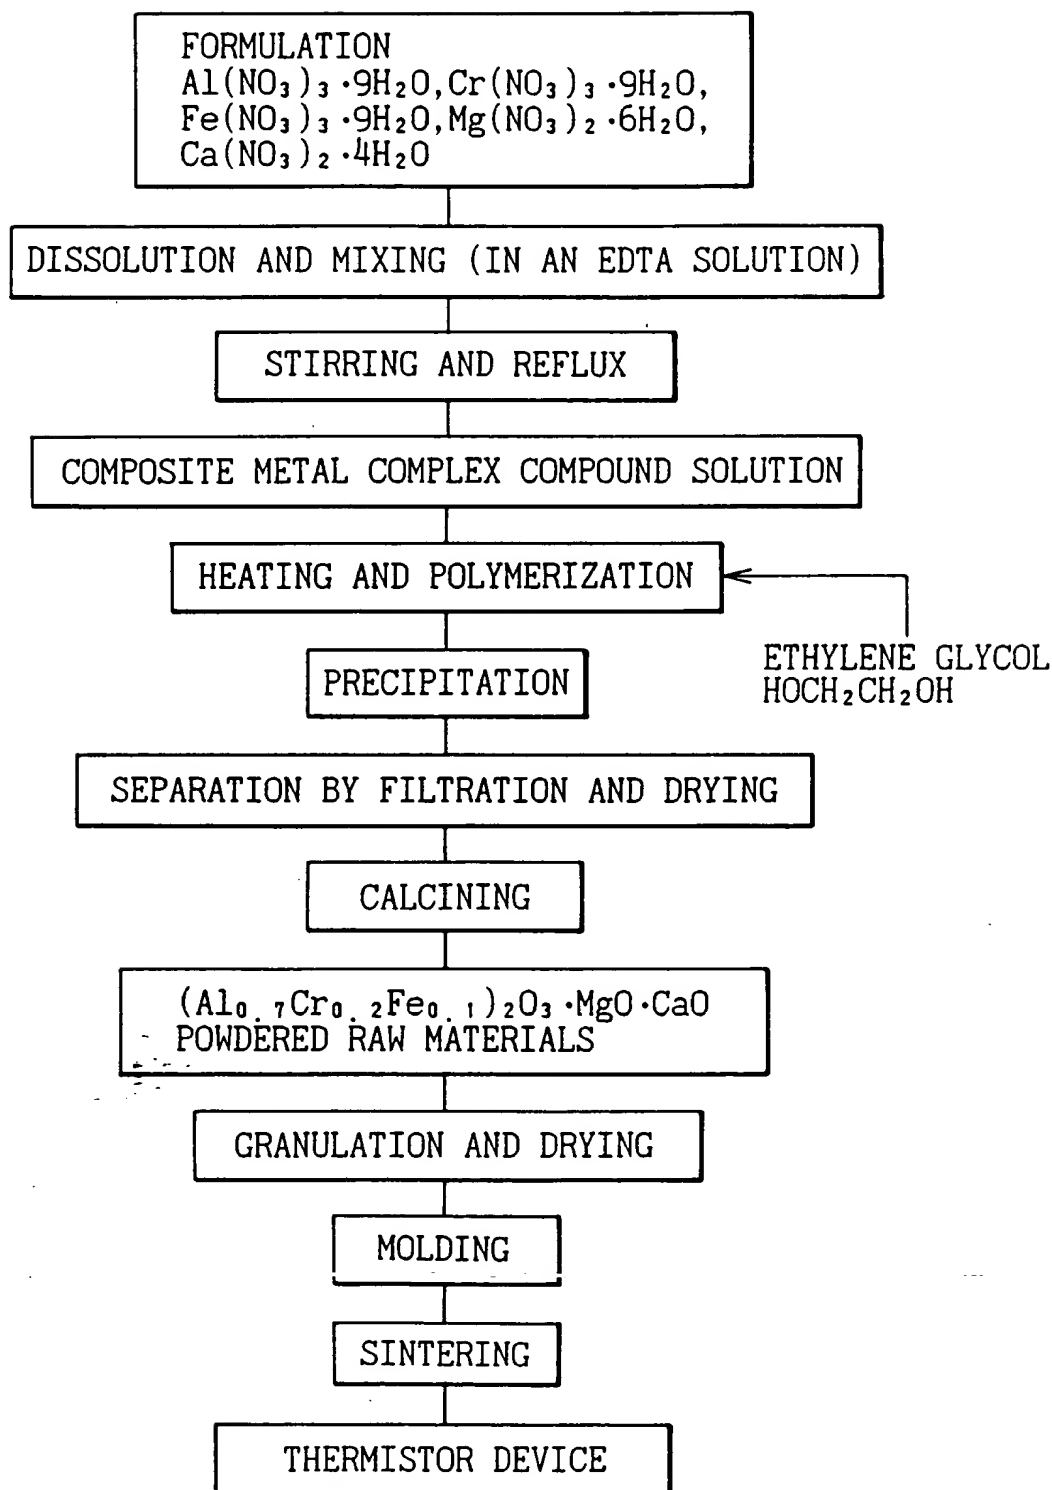 FORMULATION
Al(NO₃)₃·9H₂O,Cr(NO₃)₃·9H₂O,
Fe(NO₃)₃·9H₂O,Mg(NO₃)₂·6H₂O,
Ca(NO₃)₂·4H₂O
DISSOLUTION AND MIXING (IN AN EDTA SOLUTION)
STIRRING AND REFLUX
COMPOSITE METAL COMPLEX COMPOUND SOLUTION
HEATING AND POLYMERIZATION
ETHYLENE GLYCOL
HOCH₂CH₂OH
PRECIPITATION
SEPARATION BY FILTRATION AND DRYING
CALCINING
(Al₀.₇Cr₀.₂Fe₀.₁)₂O₃·MgO·CaO
POWDERED RAW MATERIALS
GRANULATION AND DRYING
MOLDING
SINTERING
THERMISTOR DEVICE